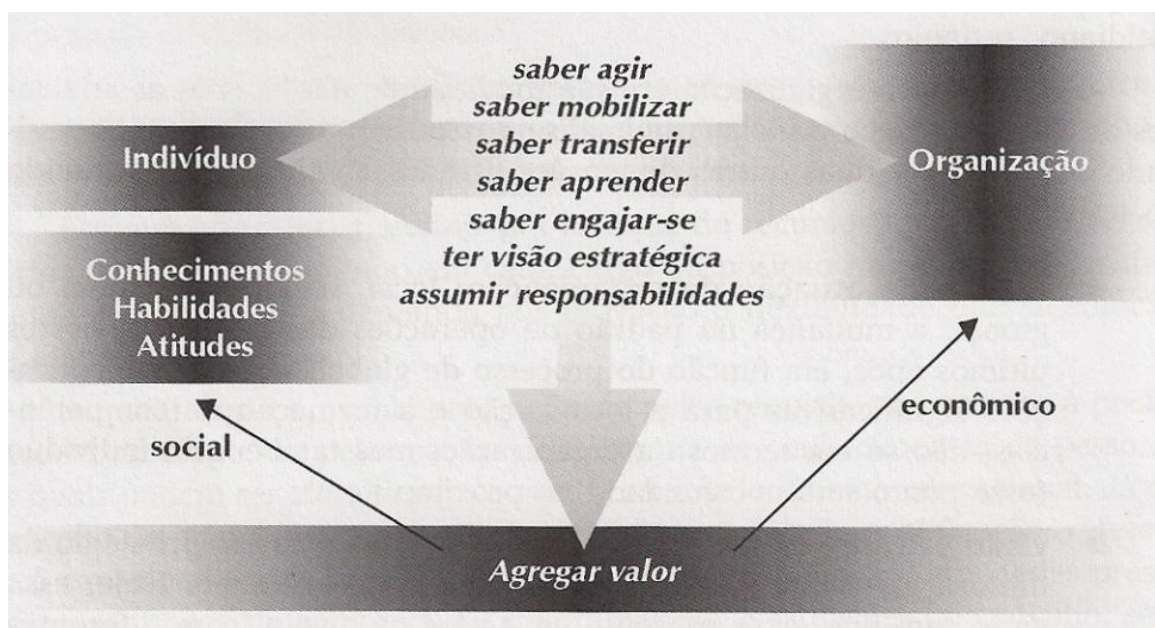 saber agir
saber mobilizar
saber transferir
saber aprender
saber engajar-se
ter visão estratégica
assumir responsabilidades
Indivíduo
Organização
Conhecimentos
Habilidades
Atitudes
social
econômico
Agregar valor